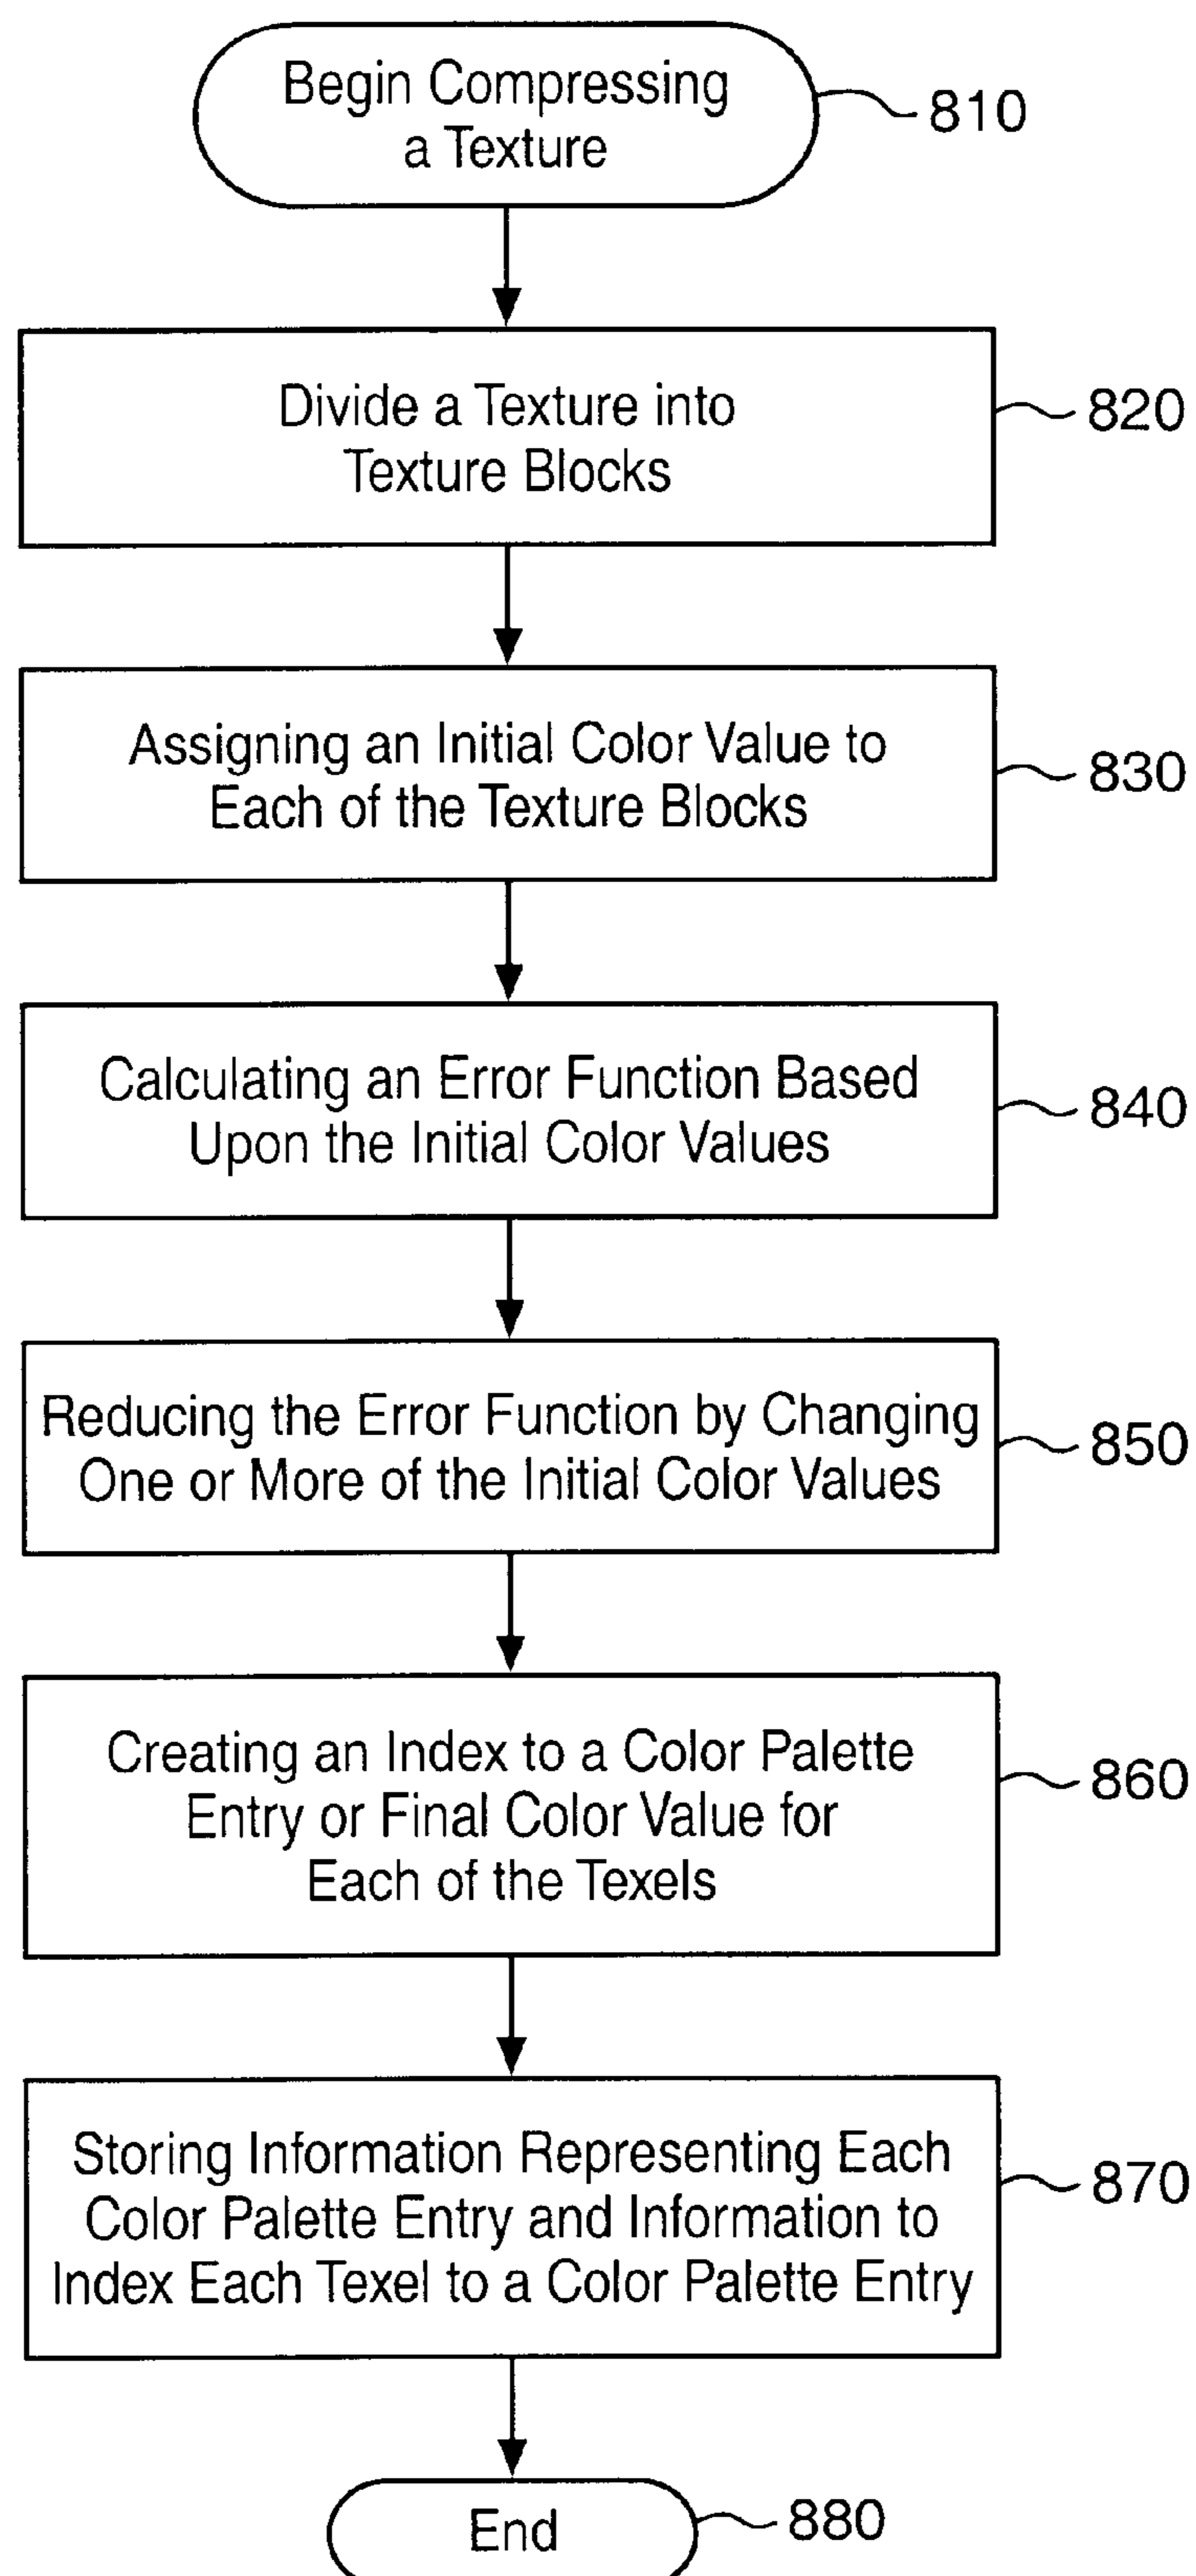 Begin Compressing
a Texture
810
Divide a Texture into
Texture Blocks
820
Assigning an Initial Color Value to
Each of the Texture Blocks
830
Calculating an Error Function Based
Upon the Initial Color Values
840
Reducing the Error Function by Changing
One or More of the Initial Color Values
850
Creating an Index to a Color Palette
Entry or Final Color Value for
Each of the Texels
860
Storing Information Representing Each
Color Palette Entry and Information to
Index Each Texel to a Color Palette Entry
870
End
880